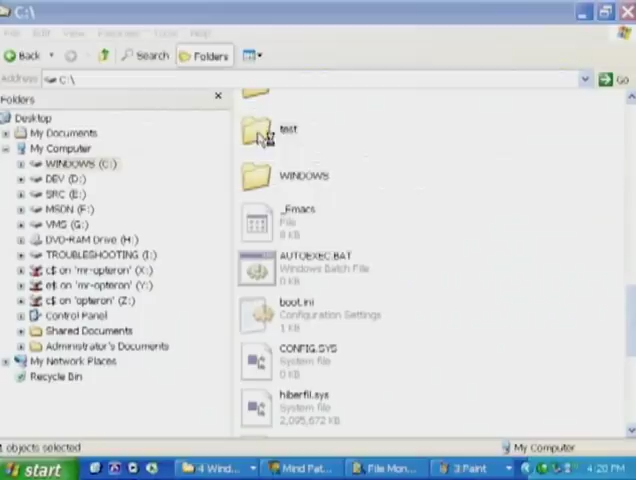 C:\
File Edit View Favorites Tools Help
Back Search Folders
Address C:\ Go
Folders
Desktop
My Documents
My Computer
WINDOWS (C:)
DEV (D:)
SRC (E:)
MSDN (F:)
VMS (G:)
DVD-RAM Drive (H:)
TROUBLESHOOTING (I:)
c$ on 'mr-opteron' (X:)
e$ on 'mr-opteron' (Y:)
c$ on 'opteron' (Z:)
Control Panel
Shared Documents
Administrator's Documents
My Network Places
Recycle Bin
test
WINDOWS
_Emacs
File
8 KB
AUTOEXEC.BAT
Windows Batch File
0 KB
boot.ini
Configuration Settings
1 KB
CONFIG.SYS
System file
0 KB
hiberfil.sys
System file
2,095,672 KB
objects selected
My Computer
start
4 Wind...
Mind Pat...
File Mon...
3 Paint
4:20 PM